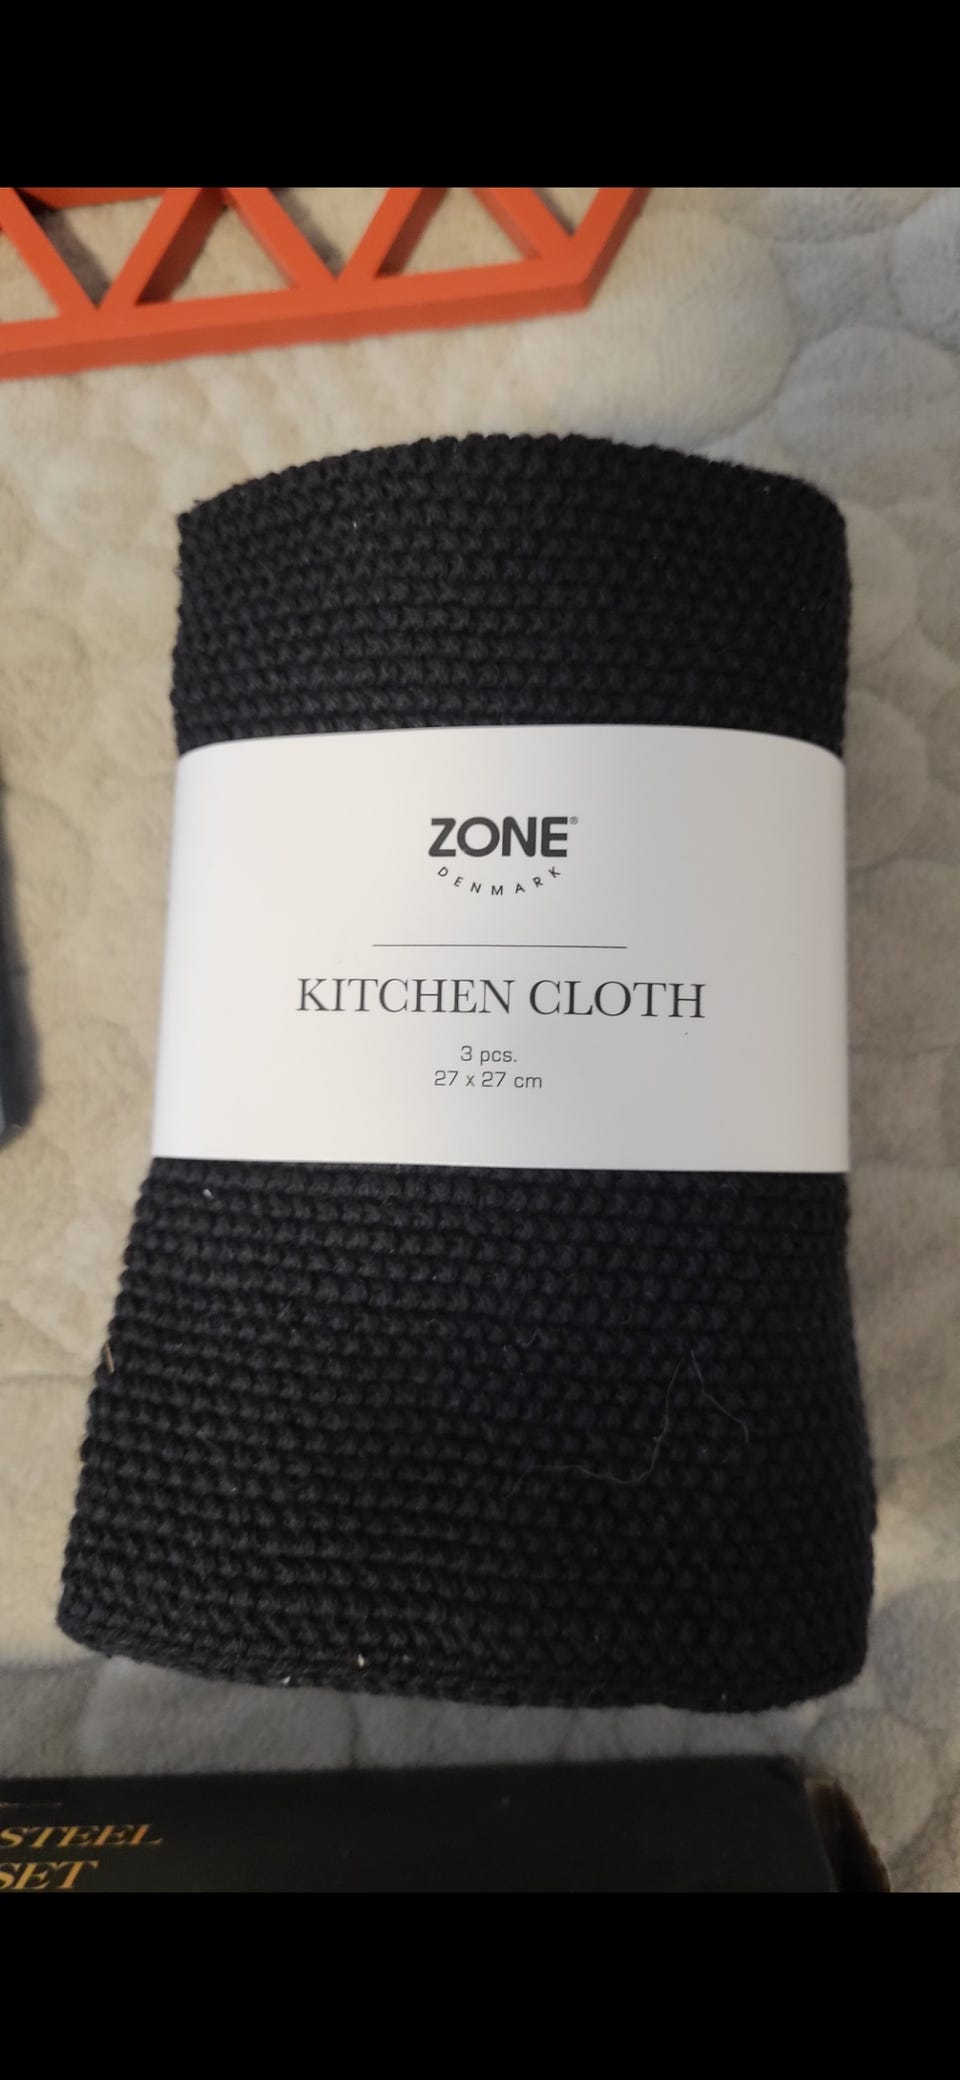 ZONE®
DENMARK
KITCHEN CLOTH
3 pcs.
27 x 27 cm
STEEL
SET